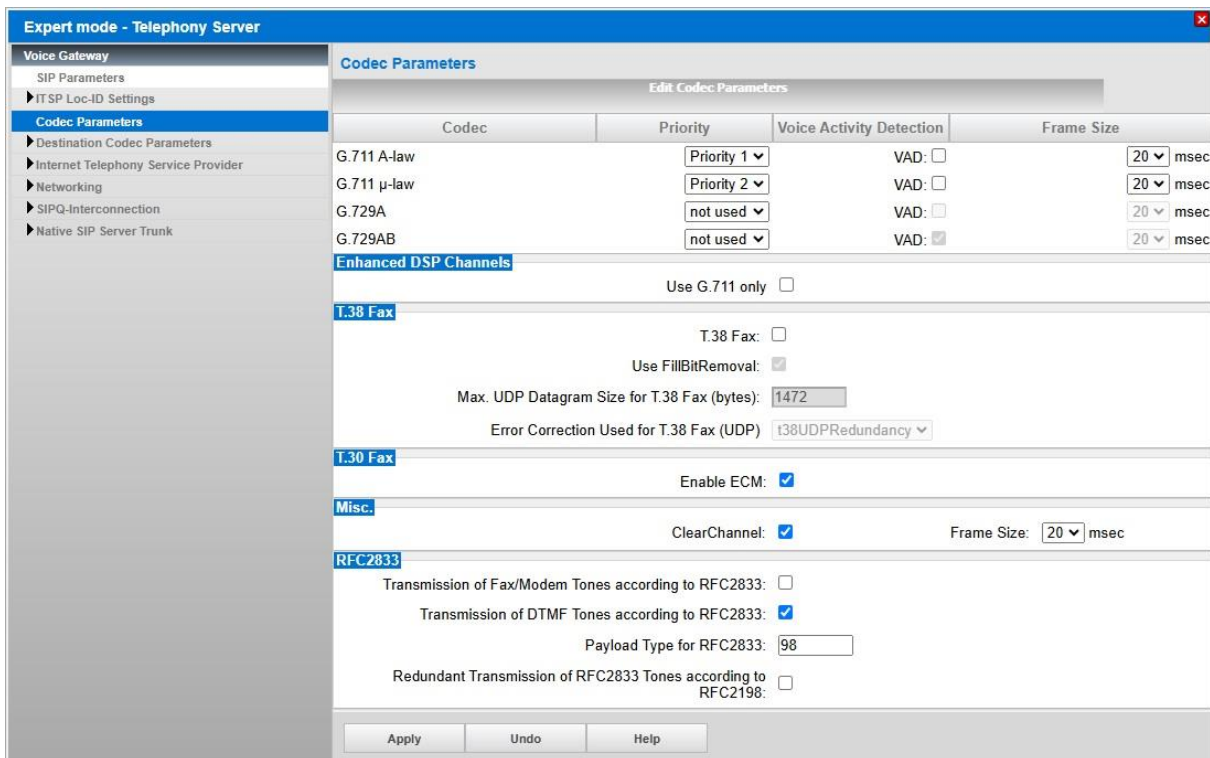 Expert mode - Telephony Server
Voice Gateway
SIP Parameters
ITSP Loc-ID Settings
Codec Parameters
Destination Codec Parameters
Internet Telephony Service Provider
Networking
SIPQ-Interconnection
Native SIP Server Trunk
Codec Parameters
Edit Codec Parameters
Codec Priority Voice Activity Detection Frame Size
G.711 A-law Priority 1 VAD: 20 msec
G.711 μ-law Priority 2 VAD: 20 msec
G.729A not used VAD: 20 msec
G.729AB not used VAD: 20 msec
Enhanced DSP Channels
Use G.711 only
T.38 Fax
T.38 Fax:
Use FillBitRemoval:
Max. UDP Datagram Size for T.38 Fax (bytes): 1472
Error Correction Used for T.38 Fax (UDP) t38UDPRedundancy
T.30 Fax
Enable ECM:
Misc.
ClearChannel: Frame Size: 20 msec
RFC2833
Transmission of Fax/Modem Tones according to RFC2833:
Transmission of DTMF Tones according to RFC2833:
Payload Type for RFC2833: 98
Redundant Transmission of RFC2833 Tones according to
RFC2198:
Apply Undo Help